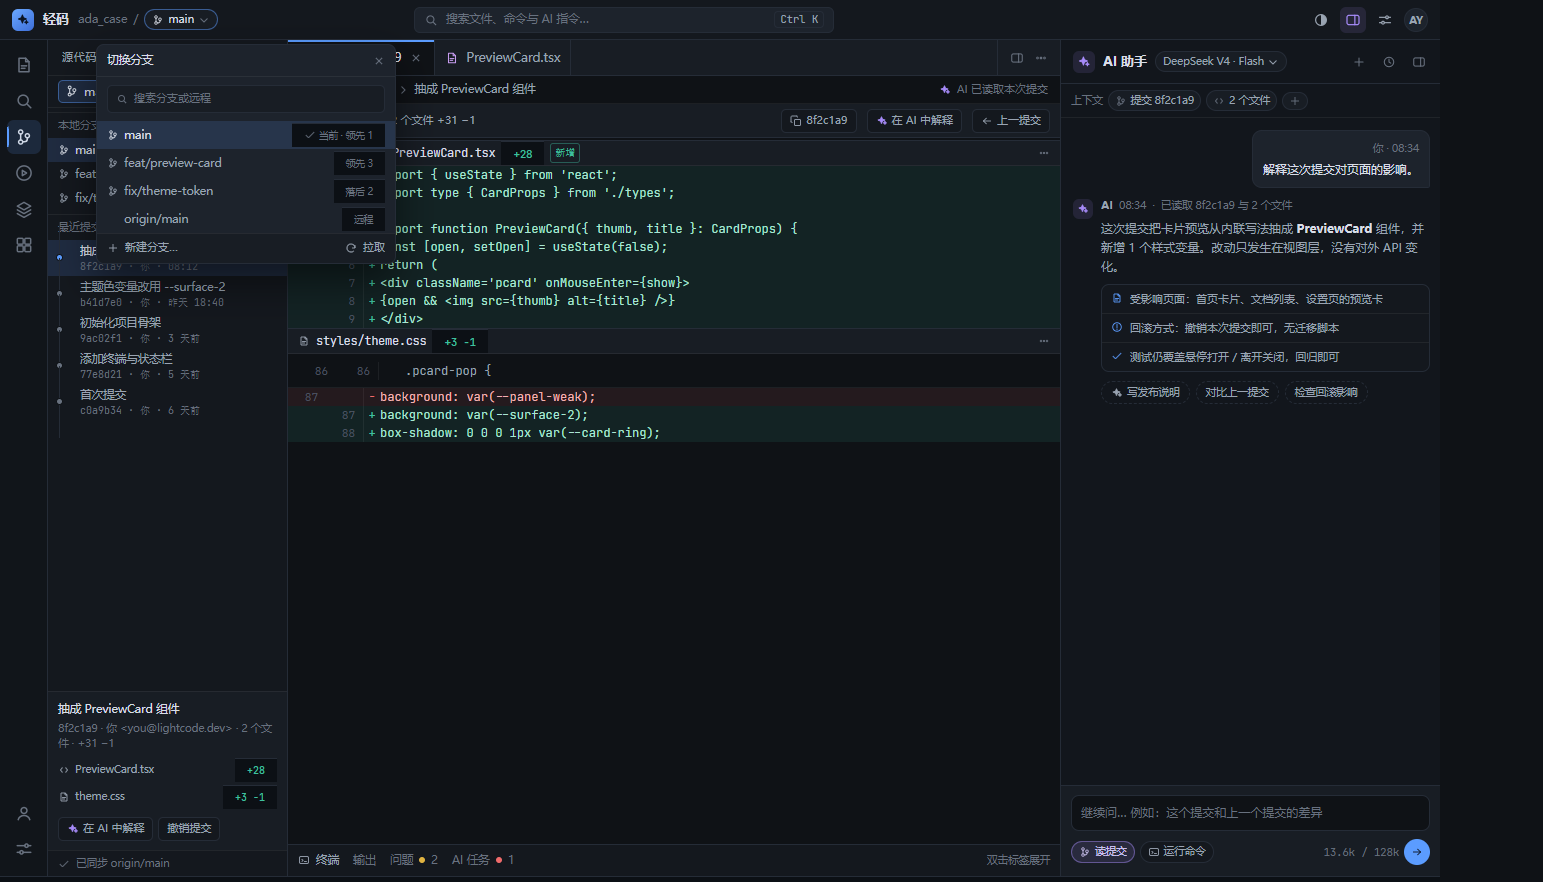 轻码 ada_case / main
搜索文件、命令与 AI 指令... Ctrl K
AY
源代码
切换分支
搜索分支或远程
main 当前 · 领先 1
feat/preview-card 领先 3
fix/theme-token 落后 2
origin/main 远程
新建分支... 拉取
m
本地分支
main
feat
fix/t
最近提交
抽成
8f2c1a9 · 你 · 08:12
主题色变量改用 --surface-2
b41d7e0 · 你 · 昨天 18:40
初始化项目骨架
9ac02f1 · 你 · 3 天前
添加终端与状态栏
77e8d21 · 你 · 5 天前
首次提交
c0a9b34 · 你 · 6 天前
抽成 PreviewCard 组件
8f2c1a9 · 你 <you@lightcode.dev> · 2 个文
件 · +31 −1
PreviewCard.tsx +28
theme.css +3 -1
在 AI 中解释 撤销提交
已同步 origin/main
9 PreviewCard.tsx
抽成 PreviewCard 组件 AI 已读取本次提交
2 个文件 +31 −1 8f2c1a9 在 AI 中解释 上一提交
PreviewCard.tsx +28 新增
port { useState } from 'react';
port type { CardProps } from './types';
port function PreviewCard({ thumb, title }: CardProps) {
nst [open, setOpen] = useState(false);
6 + return (
7 + <div className='pcard' onMouseEnter={show}>
8 + {open && <img src={thumb} alt={title} />}
9 + </div>
styles/theme.css +3 -1
86 86 .pcard-pop {
87 - background: var(--panel-weak);
87 + background: var(--surface-2);
88 + box-shadow: 0 0 0 1px var(--card-ring);
终端 输出 问题 2 AI 任务 1 双击标签展开
AI 助手 DeepSeek V4 · Flash
上下文 提交 8f2c1a9 2 个文件
你 · 08:34
解释这次提交对页面的影响。
AI 08:34 · 已读取 8f2c1a9 与 2 个文件
这次提交把卡片预览从内联写法抽成 PreviewCard 组件，并
新增 1 个样式变量。改动只发生在视图层，没有对外 API 变
化。
受影响页面：首页卡片、文档列表、设置页的预览卡
回滚方式：撤销本次提交即可，无迁移脚本
测试仍要盖悬停打开 / 离开关闭，回归即可
写发布说明 对比上一提交 检查回滚影响
继续问... 例如：这个提交和上一个提交的差异
读提交 运行命令 13.6k / 128k